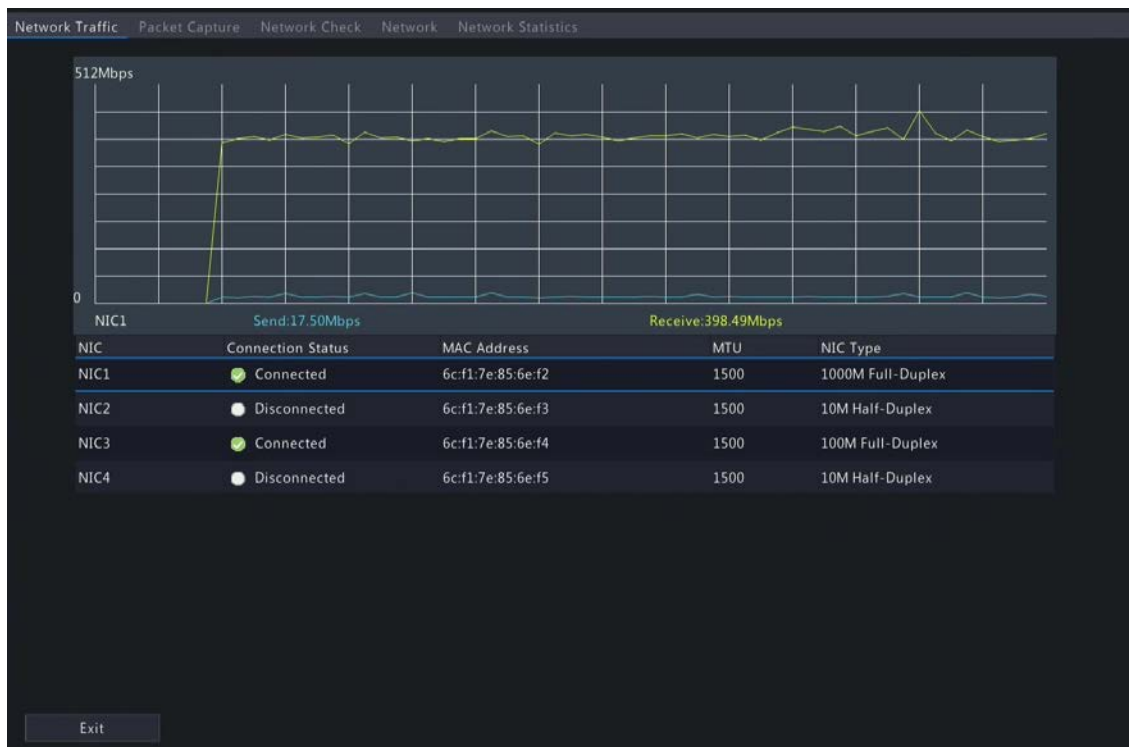 Network Traffic Packet Capture Network Check Network Network Statistics
512Mbps
0
NIC1 Send:17.50Mbps Receive:398.49Mbps
NIC Connection Status MAC Address MTU NIC Type
NIC1 Connected 6c:f1:7e:85:6e:f2 1500 1000M Full-Duplex
NIC2 Disconnected 6c:f1:7e:85:6e:f3 1500 10M Half-Duplex
NIC3 Connected 6c:f1:7e:85:6e:f4 1500 100M Full-Duplex
NIC4 Disconnected 6c:f1:7e:85:6e:f5 1500 10M Half-Duplex
Exit